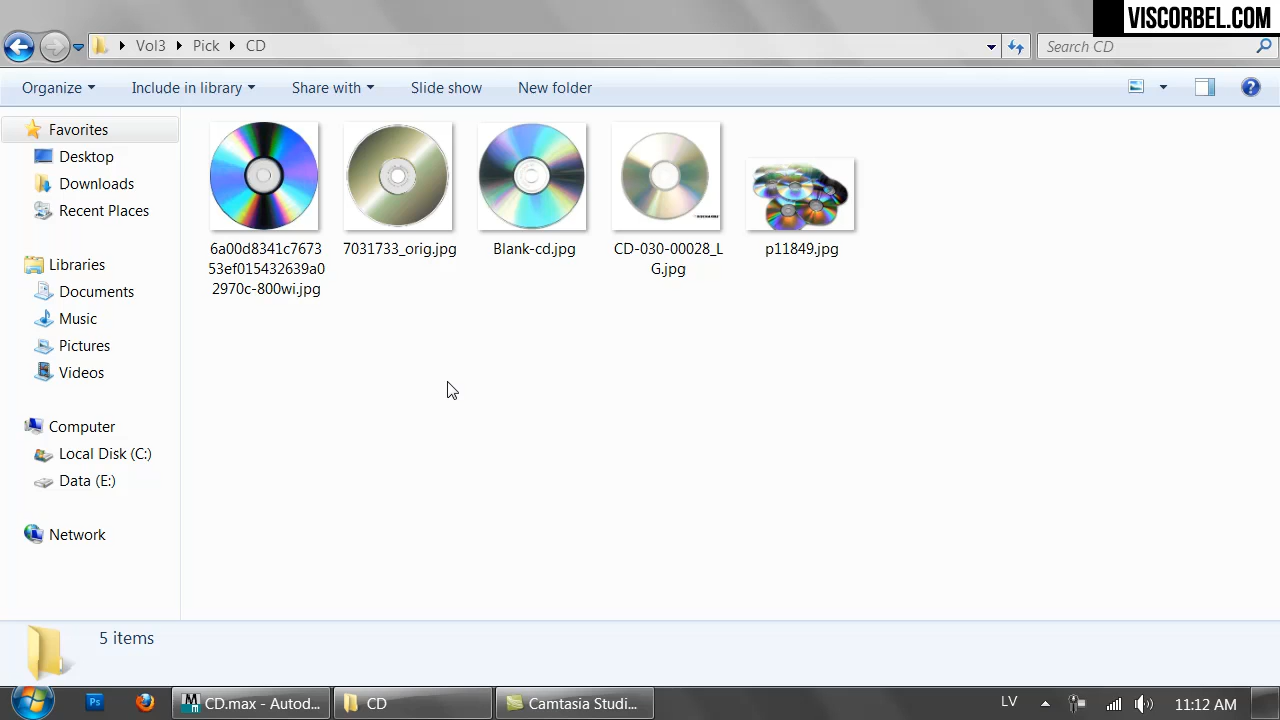 VISCORBEL.COM
Vol3 Pick CD
Search CD
Organize Include in library Share with Slide show New folder
Favorites
Desktop
Downloads
Recent Places
Libraries
Documents
Music
Pictures
Videos
Computer
Local Disk (C:)
Data (E:)
Network
6a00d8341c7673
53ef015432639a0
2970c-800wi.jpg
7031733_orig.jpg
Blank-cd.jpg
CD-030-00028_L
G.jpg
p11849.jpg
5 items
Ps
CD.max - Autod...
CD
Camtasia Studi...
LV
11:12 AM